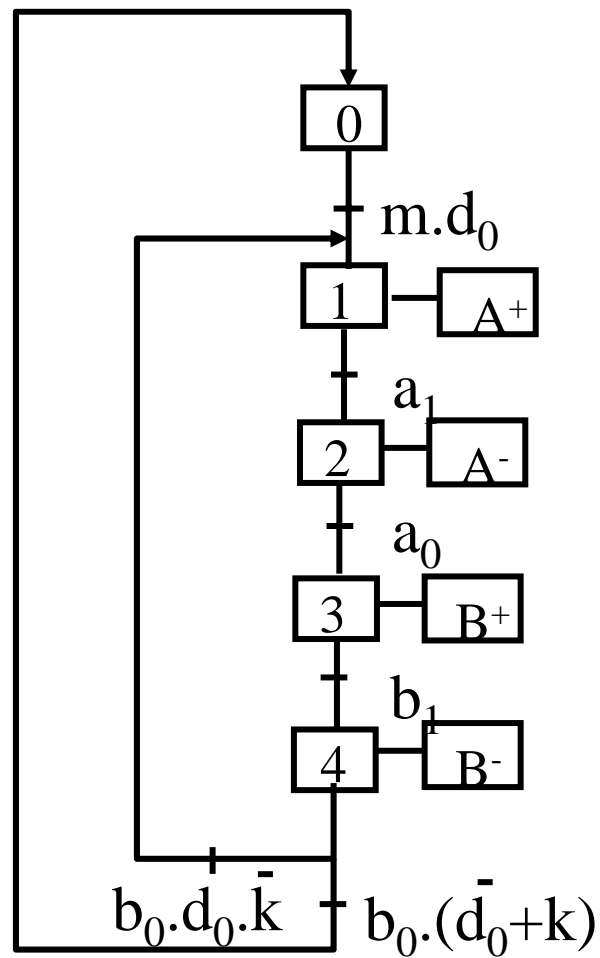 0
m.d₀
1 A⁺
a₁
2 A⁻
a₀
3 B⁺
b₁
4 B⁻
b₀.d₀.k̄
b₀.(d̄₀+k)